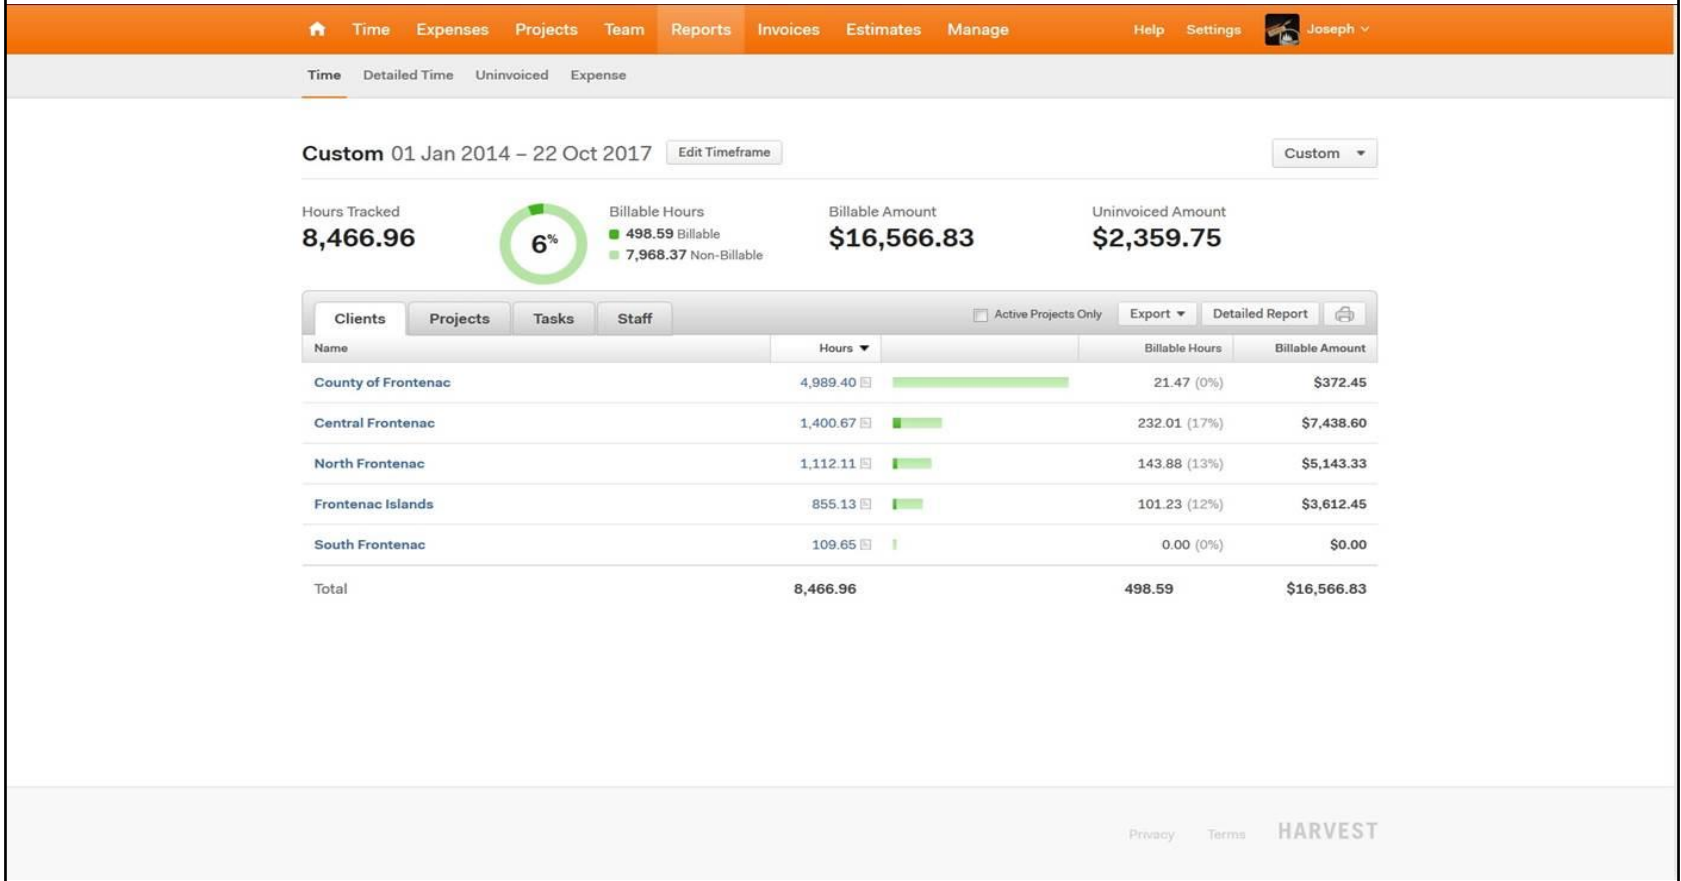 Time Expenses Projects Team Reports Invoices Estimates Manage Help Settings Joseph
Time Detailed Time Uninvoiced Expense
Custom 01 Jan 2014 – 22 Oct 2017 Edit Timeframe Custom
Hours Tracked
8,466.96
6%
Billable Hours
498.59 Billable
7,968.37 Non-Billable
Billable Amount
$16,566.83
Uninvoiced Amount
$2,359.75
Clients Projects Tasks Staff Active Projects Only Export Detailed Report
Name Hours Billable Hours Billable Amount
County of Frontenac 4,989.40 21.47 (0%) $372.45
Central Frontenac 1,400.67 232.01 (17%) $7,438.60
North Frontenac 1,112.11 143.88 (13%) $5,143.33
Frontenac Islands 855.13 101.23 (12%) $3,612.45
South Frontenac 109.65 0.00 (0%) $0.00
Total 8,466.96 498.59 $16,566.83
Privacy Terms HARVEST